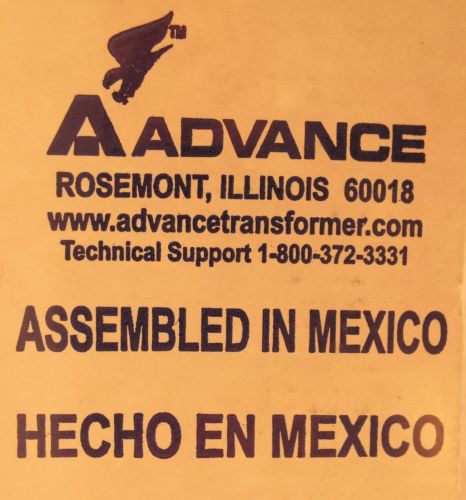 TM
A ADVANCE
ROSEMONT, ILLINOIS 60018
www.advancetransformer.com
Technical Support 1-800-372-3331
ASSEMBLED IN MEXICO
HECHO EN MEXICO